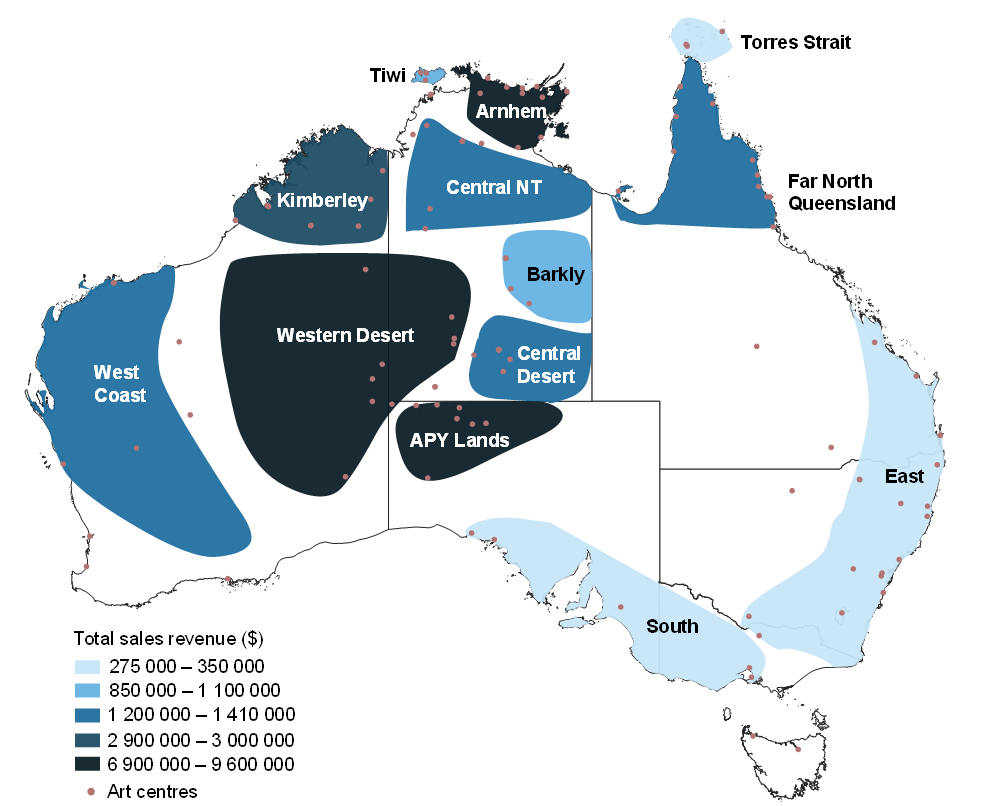 Torres Strait
Tiwi
Arnhem
Kimberley
Central NT
Far North
Queensland
Barkly
Western Desert
West
Coast
Central
Desert
APY Lands
East
South
Total sales revenue ($)
275 000 – 350 000
850 000 – 1 100 000
1 200 000 – 1 410 000
2 900 000 – 3 000 000
6 900 000 – 9 600 000
Art centres